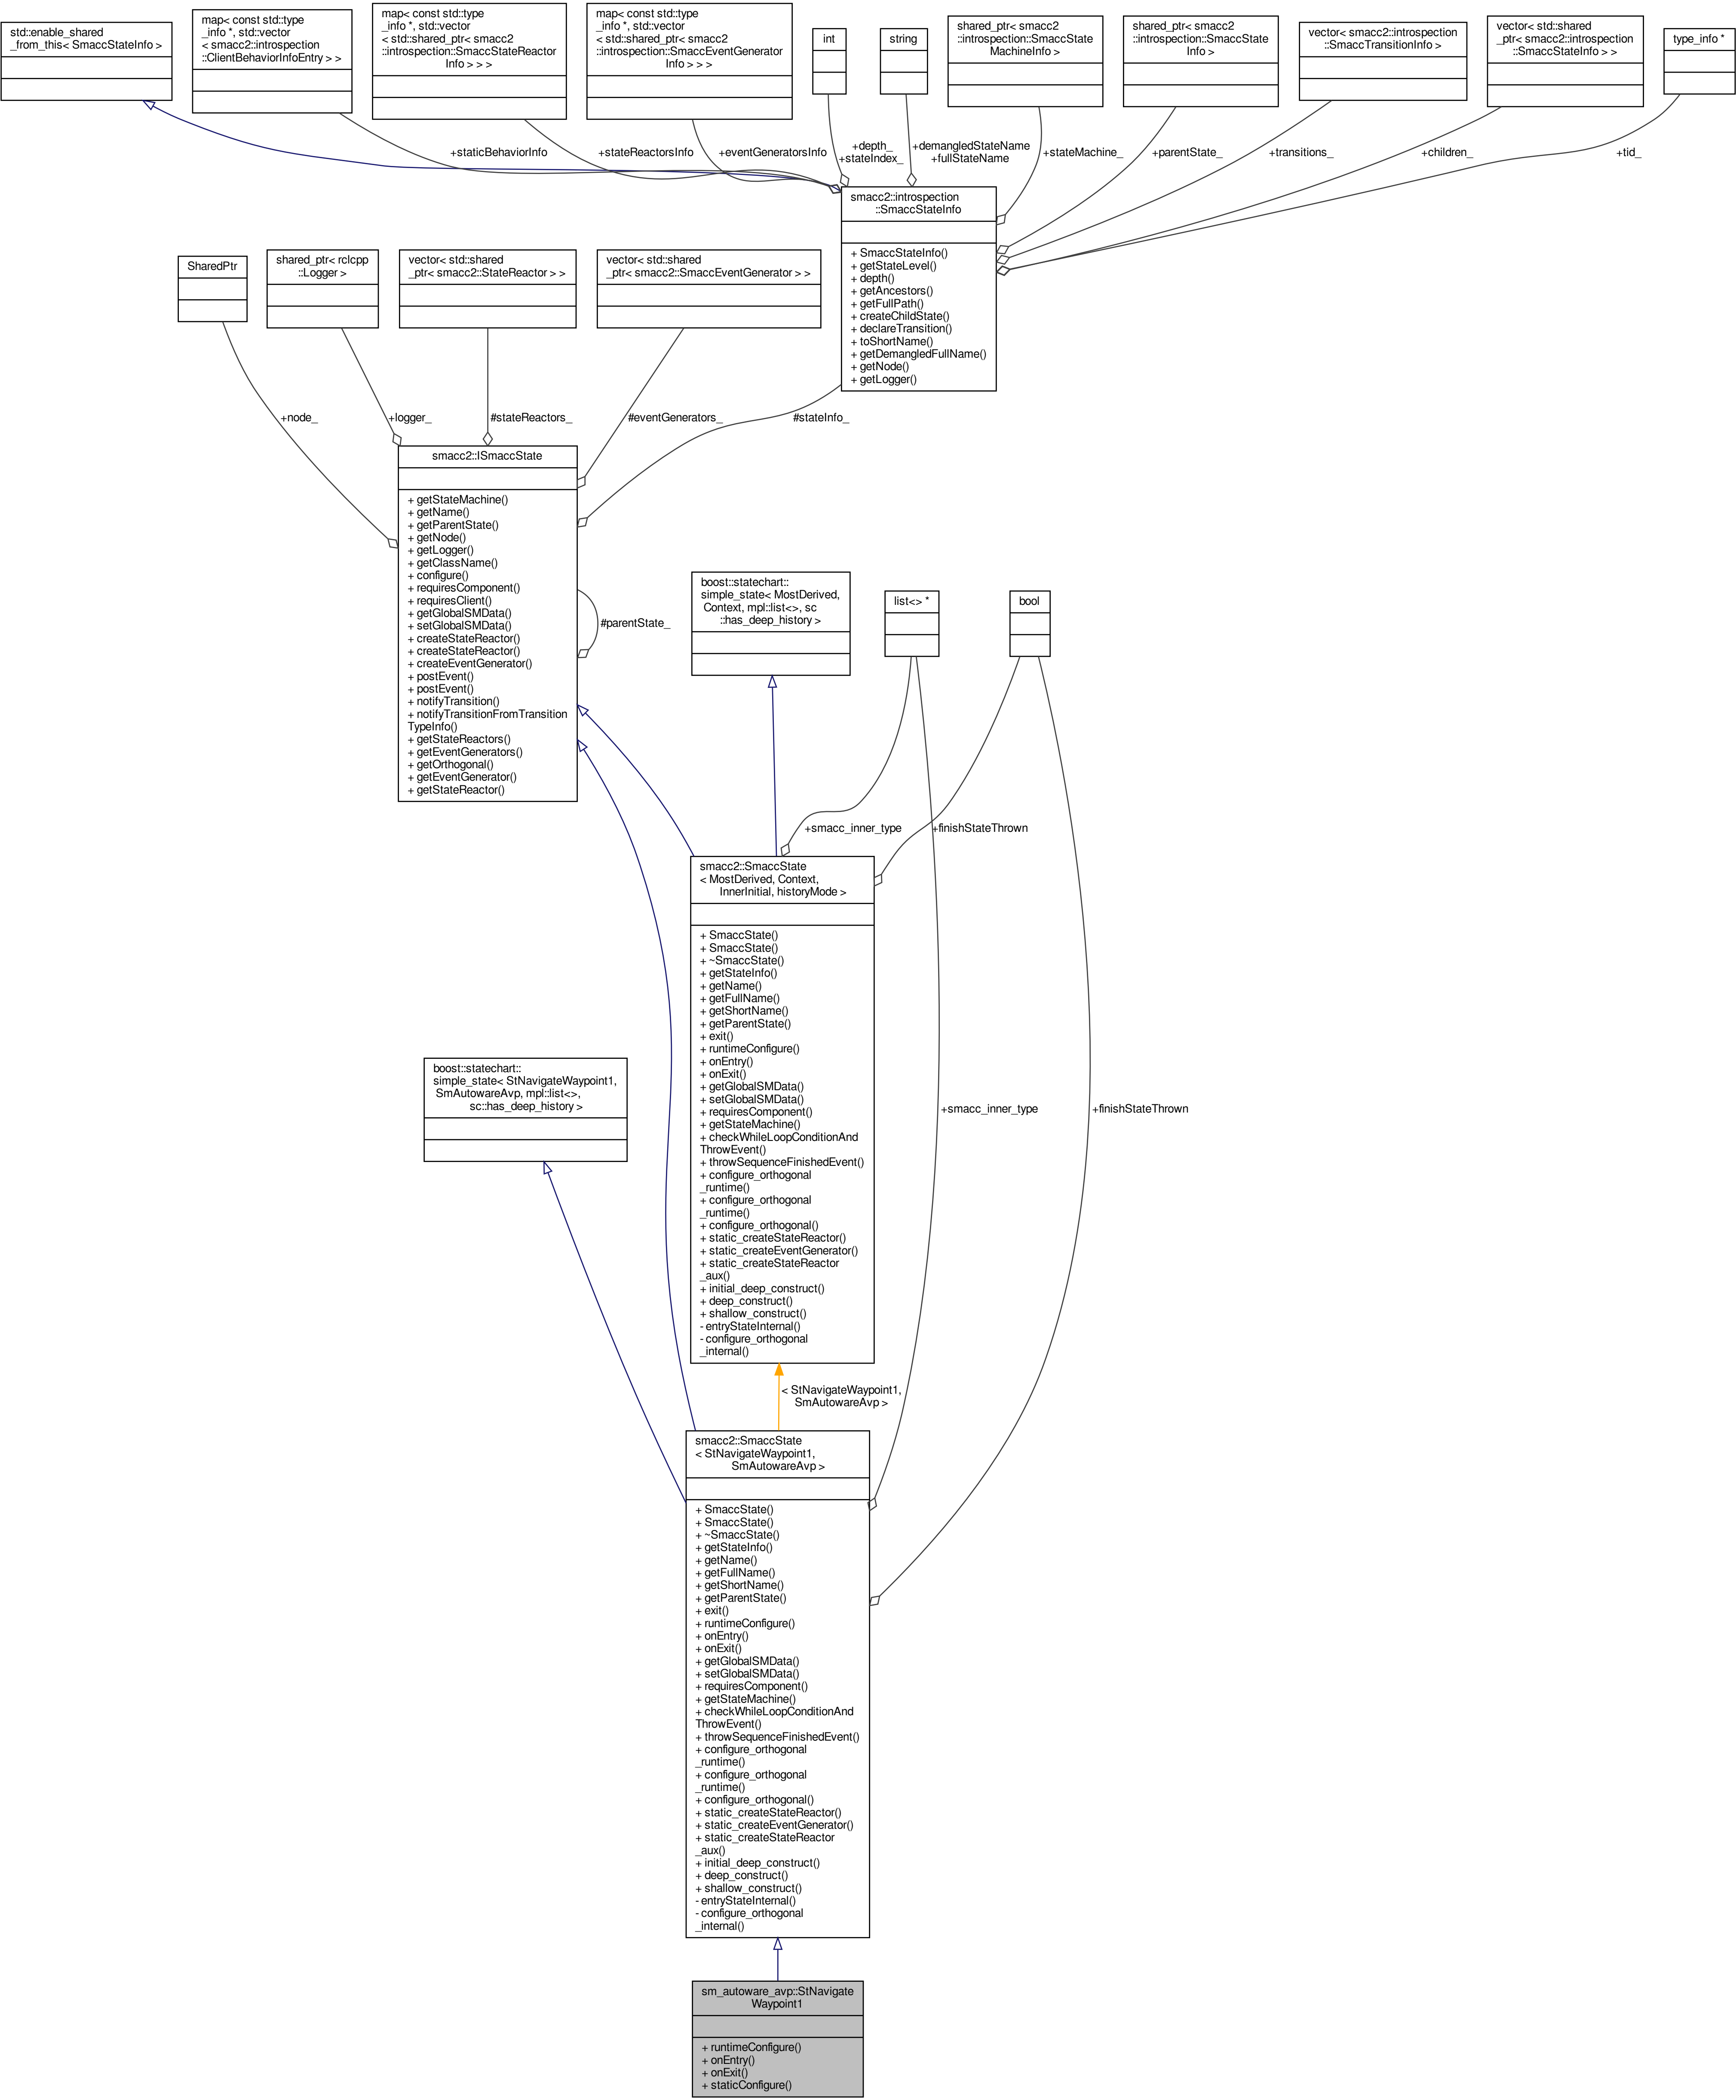 std::enable_shared
_from_this< SmaccStateInfo >
map< const std::type
_info *, std::vector
< smacc2::introspection
::ClientBehaviorInfoEntry > >
map< const std::type
_info *, std::vector
< std::shared_ptr< smacc2
::introspection::SmaccStateReactor
Info > > >
map< const std::type
_info *, std::vector
< std::shared_ptr< smacc2
::introspection::SmaccEventGenerator
Info > > >
int
string
shared_ptr< smacc2
::introspection::SmaccState
MachineInfo >
shared_ptr< smacc2
::introspection::SmaccState
Info >
vector< smacc2::introspection
::SmaccTransitionInfo >
vector< std::shared
_ptr< smacc2::introspection
::SmaccStateInfo > >
type_info *
+staticBehaviorInfo
+stateReactorsInfo
+eventGeneratorsInfo
+depth_
+stateIndex_
+demangledStateName
+fullStateName
+stateMachine_
+parentState_
+transitions_
+children_
+tid_
smacc2::introspection
::SmaccStateInfo
+ SmaccStateInfo()
+ getStateLevel()
+ depth()
+ getAncestors()
+ getFullPath()
+ createChildState()
+ declareTransition()
+ toShortName()
+ getDemangledFullName()
+ getNode()
+ getLogger()
SharedPtr
shared_ptr< rclcpp
::Logger >
vector< std::shared
_ptr< smacc2::StateReactor > >
vector< std::shared
_ptr< smacc2::SmaccEventGenerator > >
+node_
+logger_
#stateReactors_
#eventGenerators_
#stateInfo_
smacc2::ISmaccState
+ getStateMachine()
+ getName()
+ getParentState()
+ getNode()
+ getLogger()
+ getClassName()
+ configure()
+ requiresComponent()
+ requiresClient()
+ getGlobalSMData()
+ setGlobalSMData()
+ createStateReactor()
+ createStateReactor()
+ createEventGenerator()
+ postEvent()
+ postEvent()
+ notifyTransition()
+ notifyTransitionFromTransition
TypeInfo()
+ getStateReactors()
+ getEventGenerators()
+ getOrthogonal()
+ getEventGenerator()
+ getStateReactor()
#parentState_
boost::statechart::
simple_state< MostDerived,
Context, mpl::list<>, sc
::has_deep_history >
list<> *
bool
+smacc_inner_type
+finishStateThrown
smacc2::SmaccState
< MostDerived, Context,
InnerInitial, historyMode >
+ SmaccState()
+ SmaccState()
+ ~SmaccState()
+ getStateInfo()
+ getName()
+ getFullName()
+ getShortName()
+ getParentState()
+ exit()
+ runtimeConfigure()
+ onEntry()
+ onExit()
+ getGlobalSMData()
+ setGlobalSMData()
+ requiresComponent()
+ getStateMachine()
+ checkWhileLoopConditionAnd
ThrowEvent()
+ throwSequenceFinishedEvent()
+ configure_orthogonal
_runtime()
+ configure_orthogonal
_runtime()
+ configure_orthogonal()
+ static_createStateReactor()
+ static_createEventGenerator()
+ static_createStateReactor
_aux()
+ initial_deep_construct()
+ deep_construct()
+ shallow_construct()
- entryStateInternal()
- configure_orthogonal
_internal()
boost::statechart::
simple_state< StNavigateWaypoint1,
SmAutowareAvp, mpl::list<>,
sc::has_deep_history >
+smacc_inner_type
+finishStateThrown
< StNavigateWaypoint1,
SmAutowareAvp >
smacc2::SmaccState
< StNavigateWaypoint1,
SmAutowareAvp >
+ SmaccState()
+ SmaccState()
+ ~SmaccState()
+ getStateInfo()
+ getName()
+ getFullName()
+ getShortName()
+ getParentState()
+ exit()
+ runtimeConfigure()
+ onEntry()
+ onExit()
+ getGlobalSMData()
+ setGlobalSMData()
+ requiresComponent()
+ getStateMachine()
+ checkWhileLoopConditionAnd
ThrowEvent()
+ throwSequenceFinishedEvent()
+ configure_orthogonal
_runtime()
+ configure_orthogonal
_runtime()
+ configure_orthogonal()
+ static_createStateReactor()
+ static_createEventGenerator()
+ static_createStateReactor
_aux()
+ initial_deep_construct()
+ deep_construct()
+ shallow_construct()
- entryStateInternal()
- configure_orthogonal
_internal()
sm_autoware_avp::StNavigate
Waypoint1
+ runtimeConfigure()
+ onEntry()
+ onExit()
+ staticConfigure()